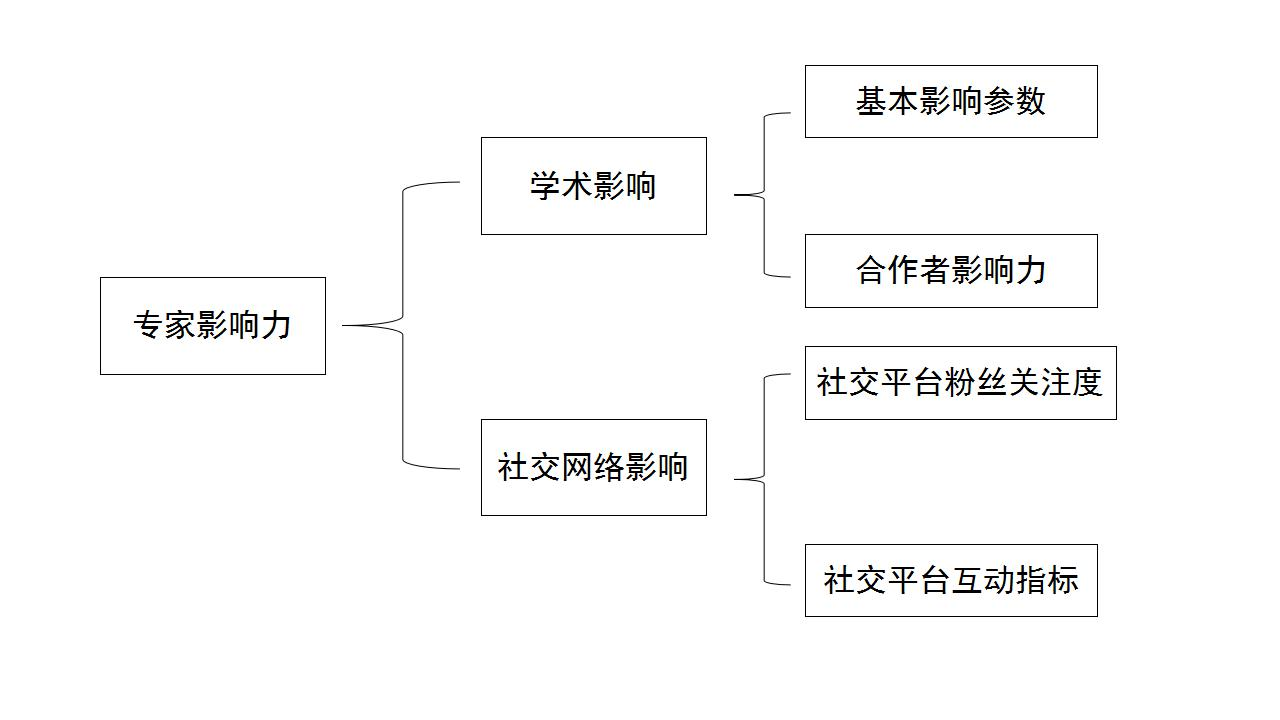 专家影响力
学术影响
基本影响参数
合作者影响力
社交网络影响
社交平台粉丝关注度
社交平台互动指标